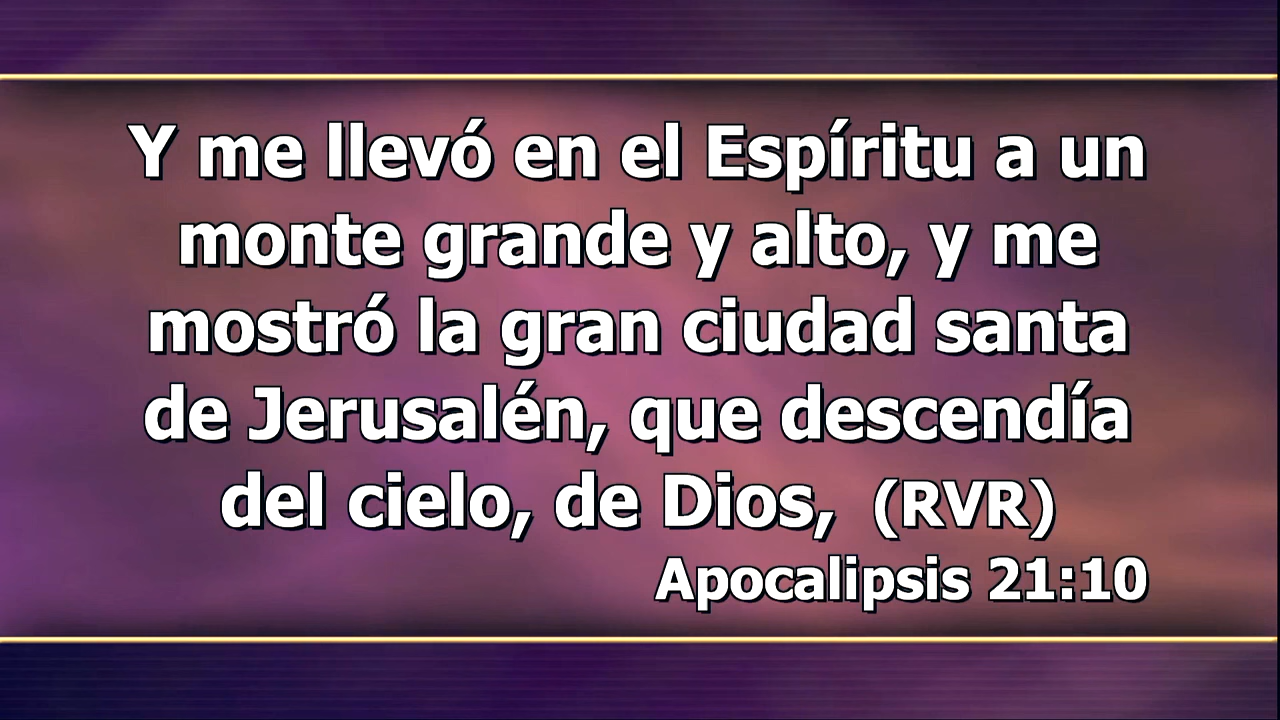 Y me llevó en el Espíritu a un
monte grande y alto, y me
mostró la gran ciudad santa
de Jerusalén, que descendía
del cielo, de Dios, (RVR)
Apocalipsis 21:10